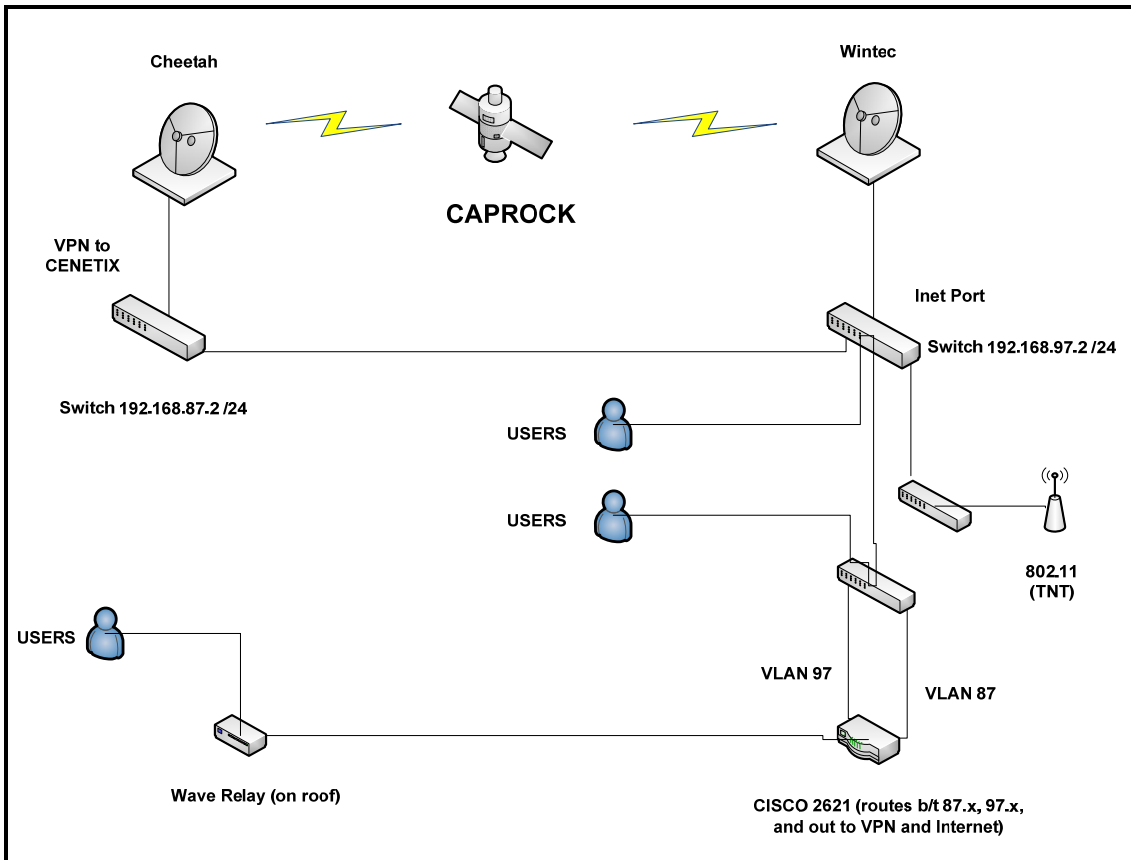 Cheetah
Wintec
CAPROCK
VPN to
CENETIX
Inet Port
Switch 192.168.97.2 /24
Switch 192.168.87.2 /24
USERS
USERS
802.11
(TNT)
USERS
VLAN 97
VLAN 87
Wave Relay (on roof)
CISCO 2621 (routes b/t 87.x, 97.x,
and out to VPN and Internet)